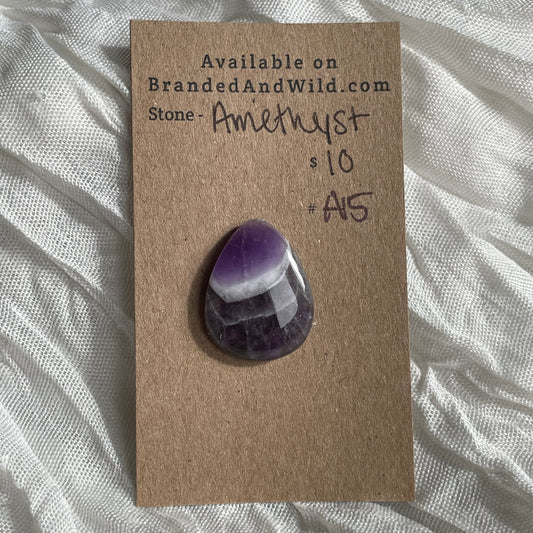 Available on
BrandedAndWild.com
Stone - Amethyst
$ 10
# A15